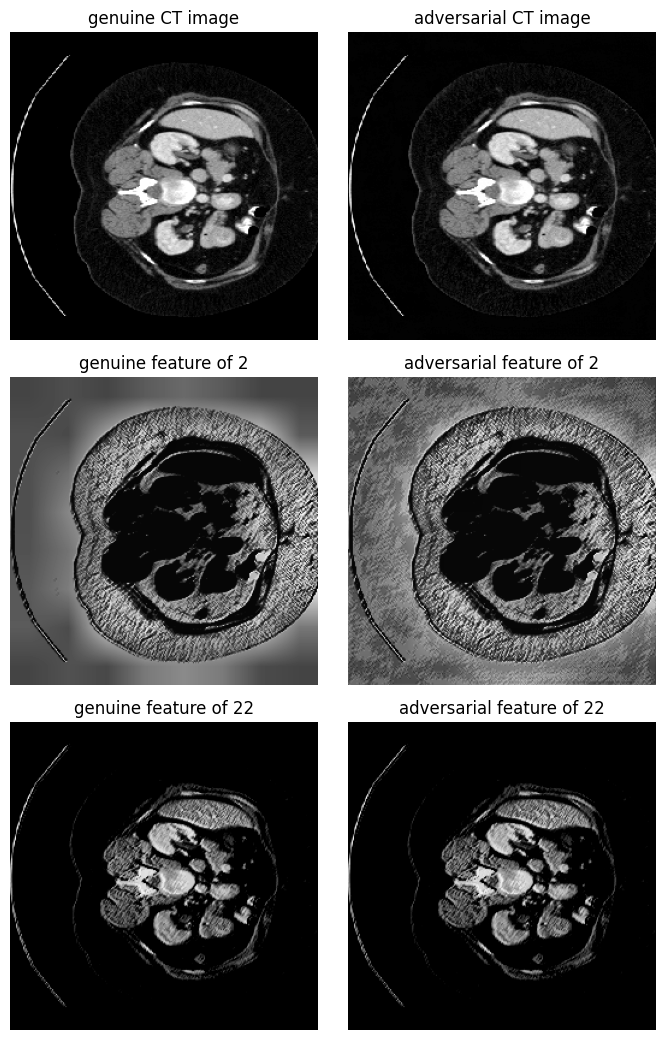 genuine CT image
adversarial CT image
genuine feature of 2
adversarial feature of 2
genuine feature of 22
adversarial feature of 22